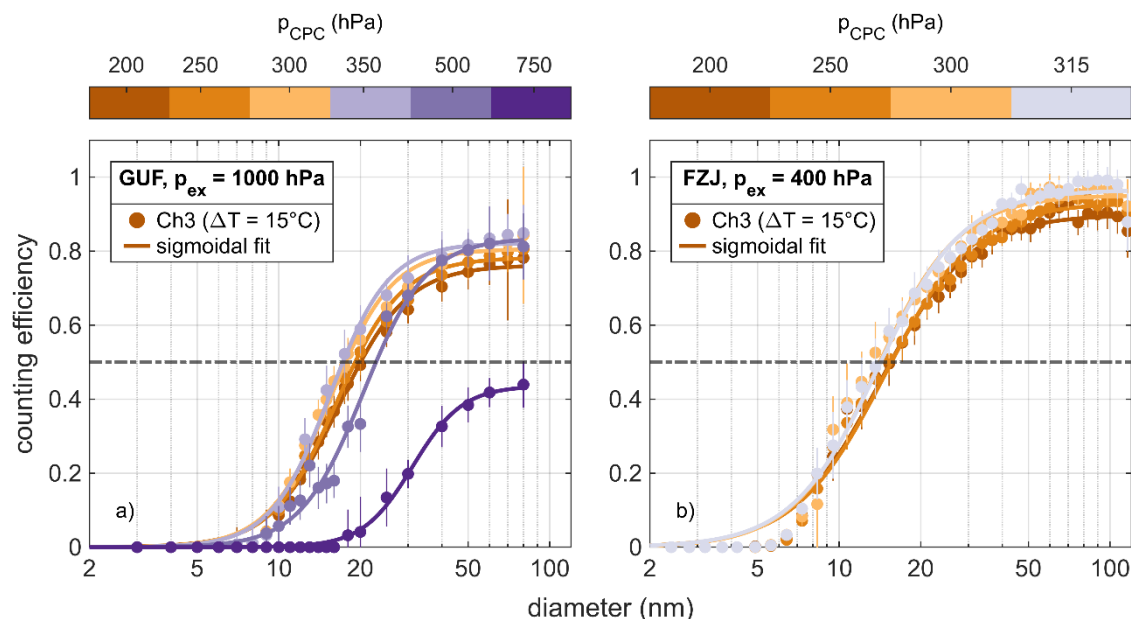 p_CPC (hPa)
200 250 300 350 500 750
GUF, p_ex = 1000 hPa
Ch3 (ΔT = 15°C)
sigmoidal fit
a)
counting efficiency
1
0.8
0.6
0.4
0.2
0
2 5 10 20 50 100
p_CPC (hPa)
200 250 300 315
FZJ, p_ex = 400 hPa
Ch3 (ΔT = 15°C)
sigmoidal fit
b)
1
0.8
0.6
0.4
0.2
0
2 5 10 20 50 100
diameter (nm)